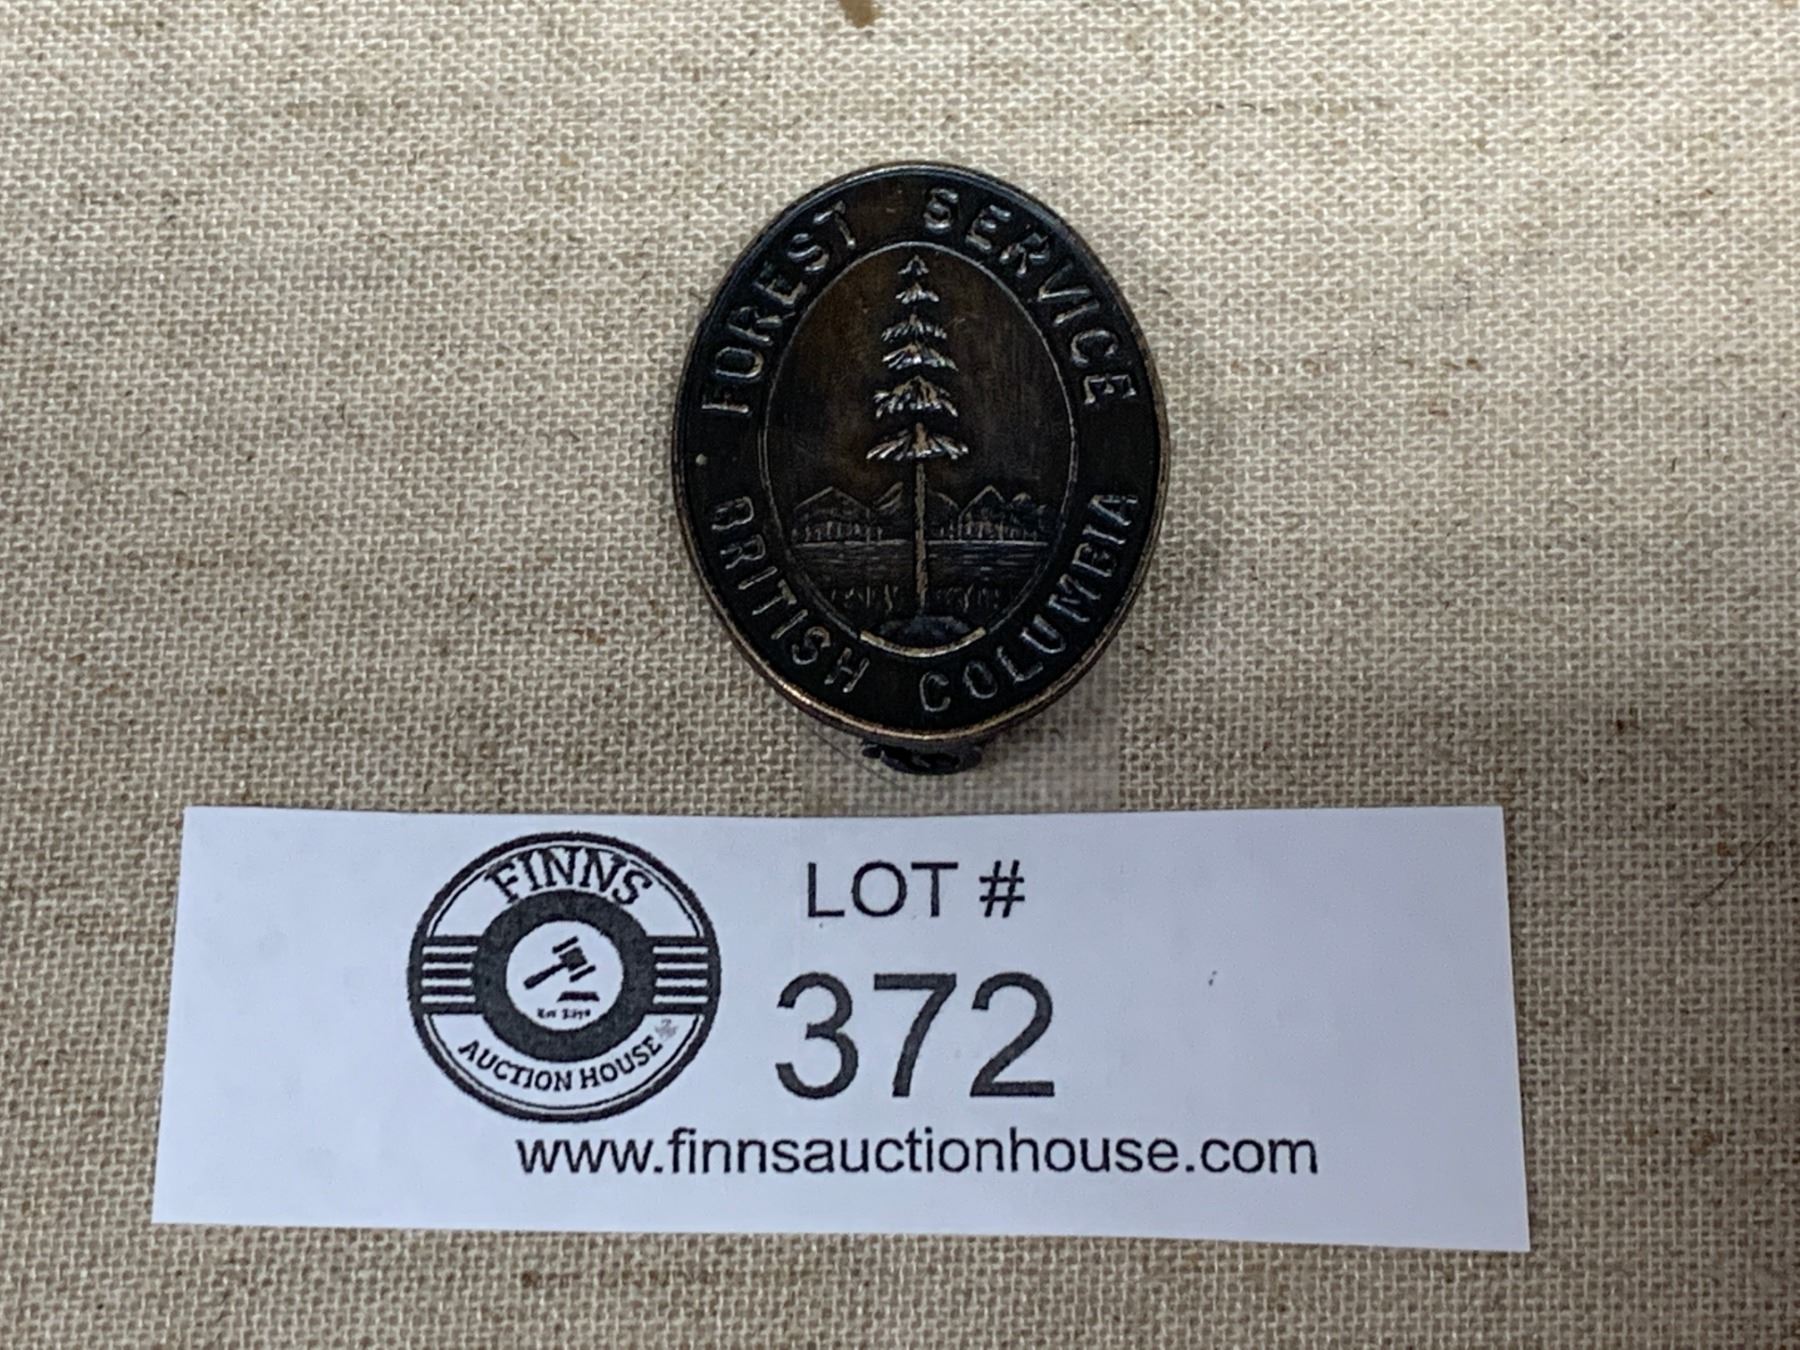 FOREST SERVICE
BRITISH COLUMBIA
FINNS
AUCTION HOUSE
LOT #
372
www.finnsauctionhouse.com